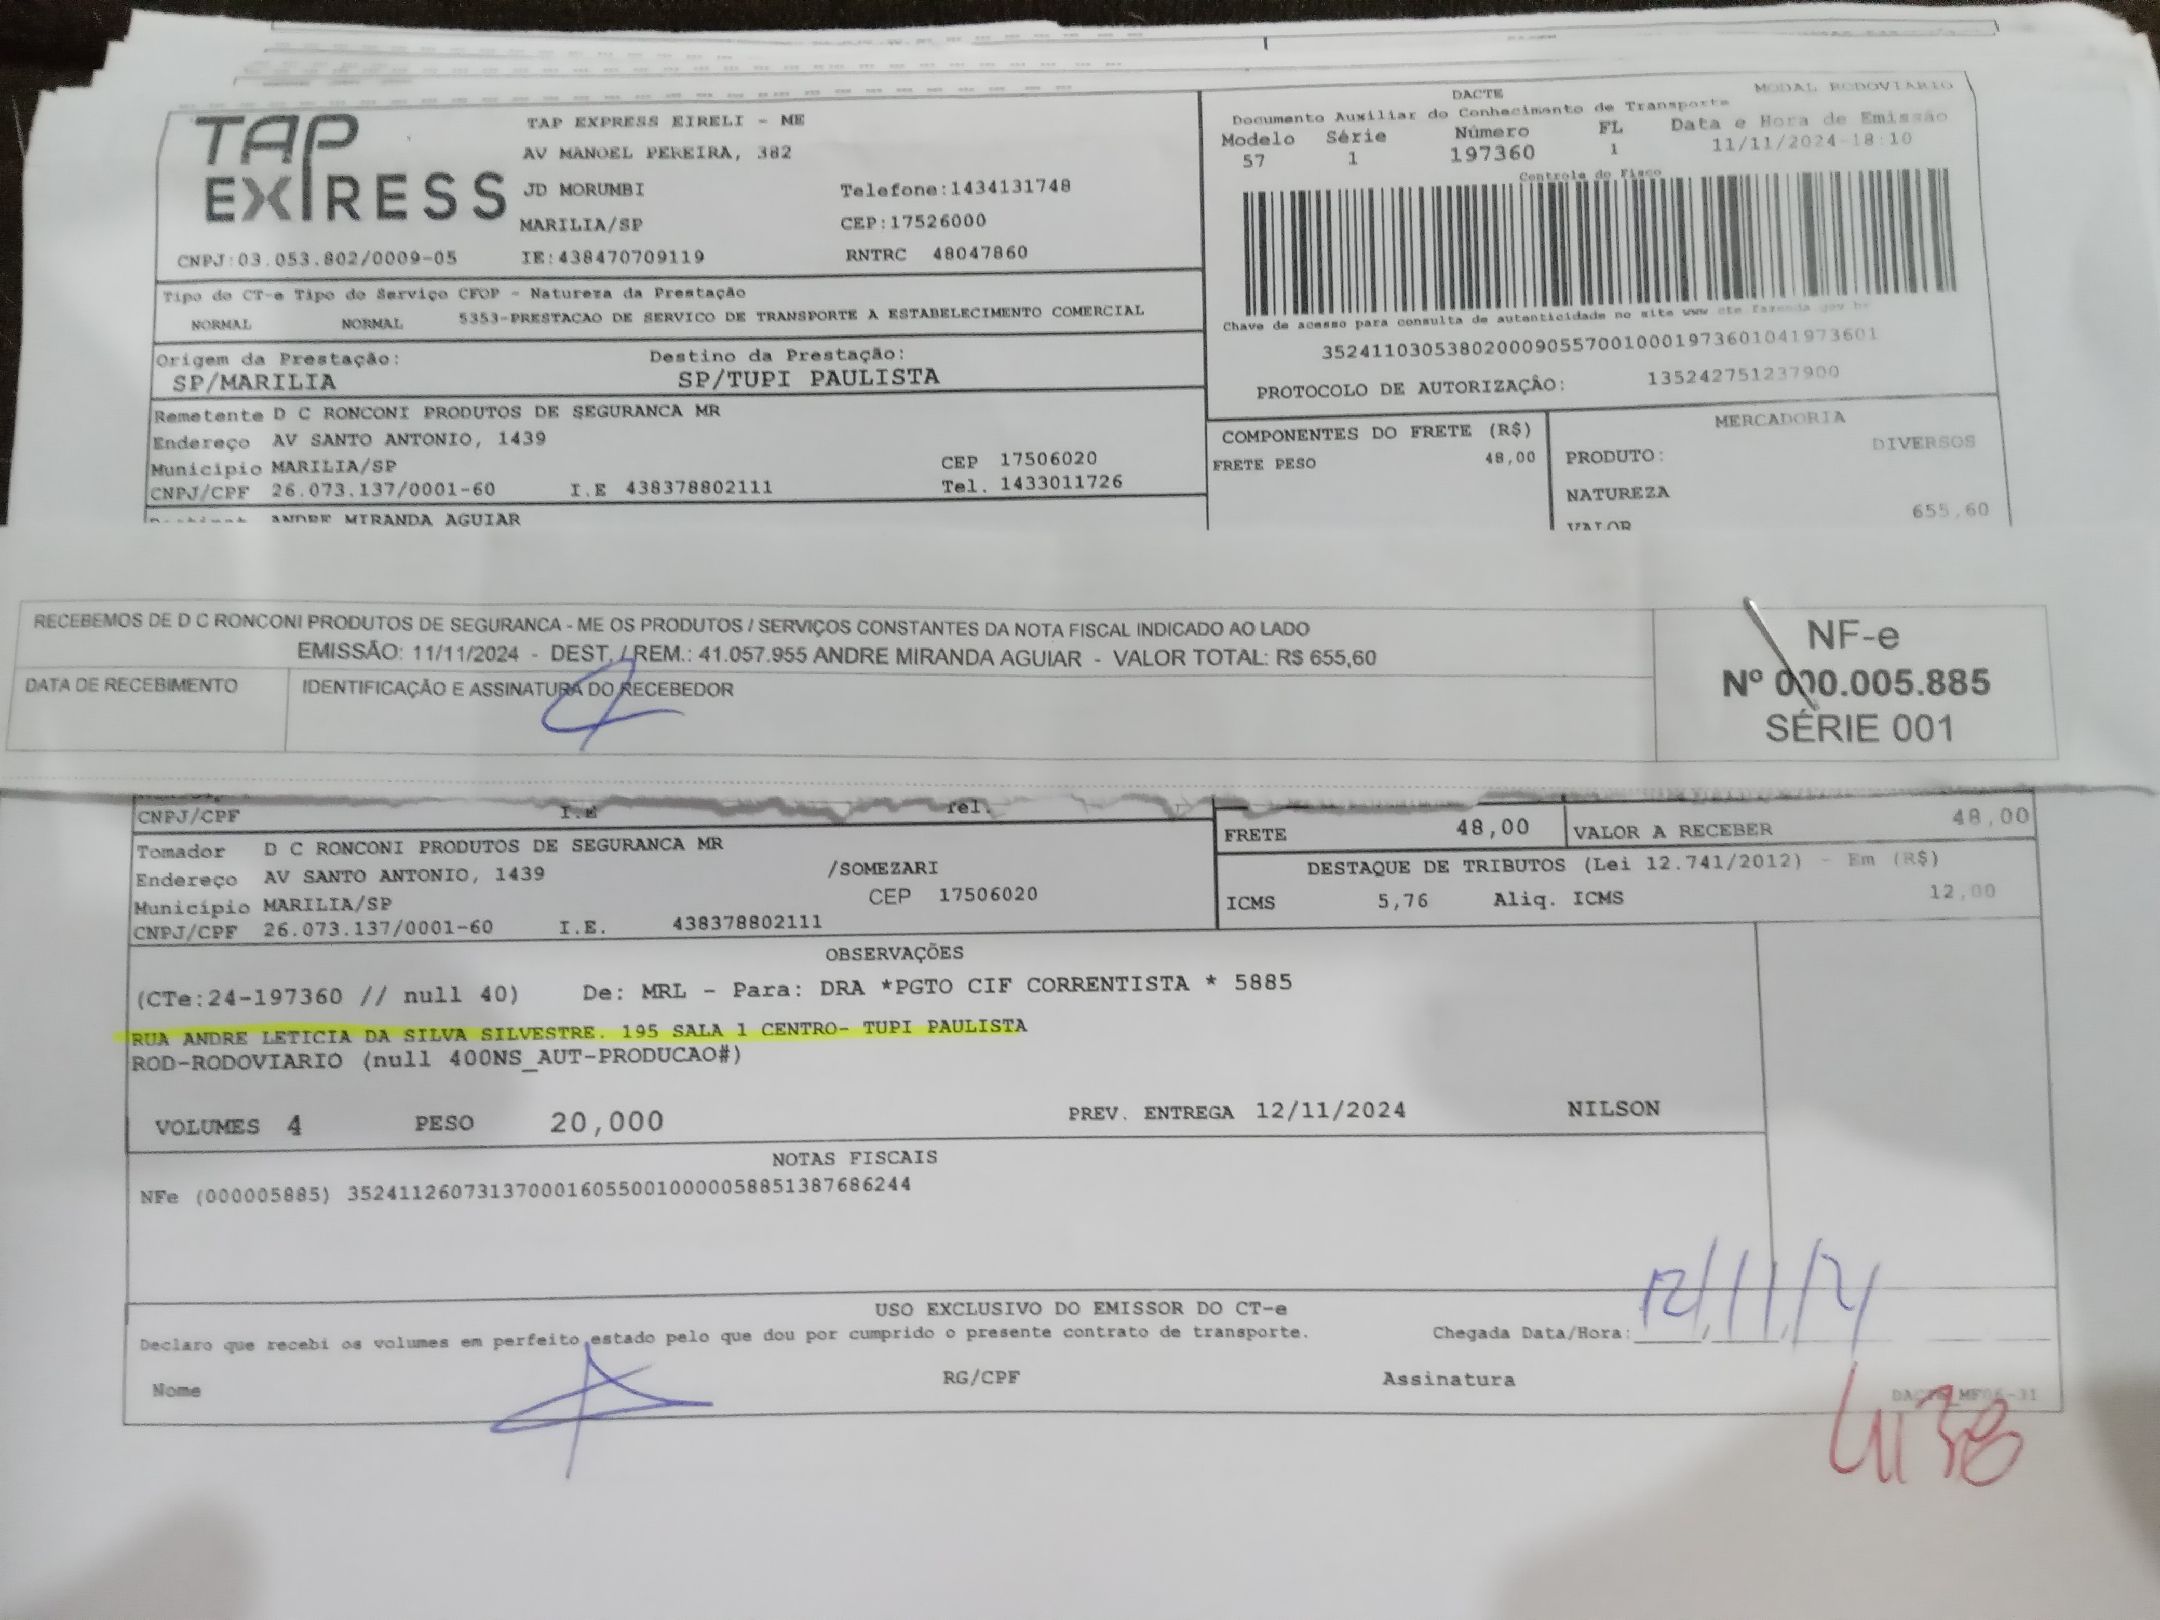 TAP EXPRESS
TAP EXPRESS EIRELI - ME
AV MANOEL PEREIRA, 382
JD MORUMBI Telefone:1434131748
MARILIA/SP CEP:17526000
CNPJ:03.053.802/0009-05 IE:438470709119 RNTRC 48047860
DACTE MODAL RODOVIARIO
Documento Auxiliar do Conhecimento de Transporte
Modelo Série Número FL Data e Hora de Emissão
57 1 197360 1 11/11/2024-18:10
Controle do Fisco
Chave de acesso para consulta de autenticidade no site www cte fazenda gov br
35241103053802000905570010001973601041973601
PROTOCOLO DE AUTORIZAÇÃO: 135242751237900
Tipo do CT-e Tipo do Serviço CFOP - Natureza da Prestação
NORMAL NORMAL 5353-PRESTACAO DE SERVICO DE TRANSPORTE A ESTABELECIMENTO COMERCIAL
Origem da Prestação: Destino da Prestação:
SP/MARILIA SP/TUPI PAULISTA
Remetente D C RONCONI PRODUTOS DE SEGURANCA MR
Endereço AV SANTO ANTONIO, 1439
Município MARILIA/SP CEP 17506020
CNPJ/CPF 26.073.137/0001-60 I.E 438378802111 Tel. 1433011726
ANDRE MIRANDA AGUIAR
COMPONENTES DO FRETE (R$)
FRETE PESO 48,00
MERCADORIA
PRODUTO: DIVERSOS
NATUREZA
VALOR 655,60
RECEBEMOS DE D C RONCONI PRODUTOS DE SEGURANCA - ME OS PRODUTOS / SERVIÇOS CONSTANTES DA NOTA FISCAL INDICADO AO LADO
EMISSÃO: 11/11/2024 - DEST. / REM.: 41.057.955 ANDRE MIRANDA AGUIAR - VALOR TOTAL: R$ 655,60
DATA DE RECEBIMENTO IDENTIFICAÇÃO E ASSINATURA DO RECEBEDOR
NF-e
Nº 000.005.885
SÉRIE 001
CNPJ/CPF I.E Tel.
FRETE 48,00 VALOR A RECEBER 48,00
Tomador D C RONCONI PRODUTOS DE SEGURANCA MR
Endereço AV SANTO ANTONIO, 1439 /SOMEZARI
Município MARILIA/SP CEP 17506020
CNPJ/CPF 26.073.137/0001-60 I.E. 438378802111
DESTAQUE DE TRIBUTOS (Lei 12.741/2012) - Em (R$)
ICMS 5,76 Aliq. ICMS 12,00
OBSERVAÇÕES
(CTe:24-197360 // null 40) De: MRL - Para: DRA *PGTO CIF CORRENTISTA * 5885
RUA ANDRE LETICIA DA SILVA SILVESTRE. 195 SALA 1 CENTRO- TUPI PAULISTA
ROD-RODOVIARIO (null 400NS_AUT-PRODUCAO#)
VOLUMES 4 PESO 20,000 PREV. ENTREGA 12/11/2024 NILSON
NOTAS FISCAIS
NFe (000005885) 35241126073137000160550010000058851387686244
USO EXCLUSIVO DO EMISSOR DO CT-e
Declaro que recebi os volumes em perfeito estado pelo que dou por cumprido o presente contrato de transporte. Chegada Data/Hora: 12/11/24
Nome RG/CPF Assinatura